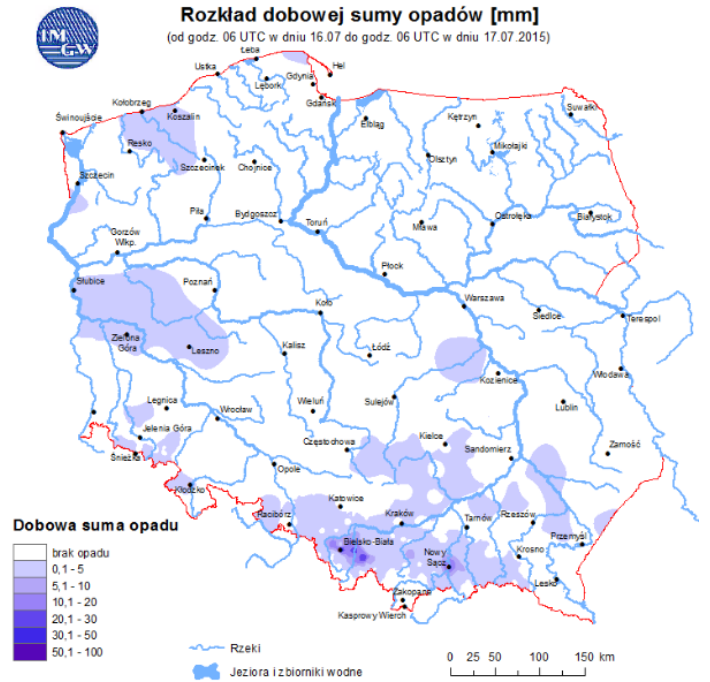 Rozkład dobowej sumy opadów [mm]
(od godz. 06 UTC w dniu 16.07 do godz. 06 UTC w dniu 17.07.2015)
IM
G-W
Łeba
Hel
Ustka
Gdynia
Lębork
Gdańsk
Kołobrzeg
Koszalin
Świnoujście
Elbląg
Kętrzyn
Suwałki
Resko
Szczecinek
Chojnice
Olsztyn
Mikołajki
Szczecin
Piła
Bydgoszcz
Toruń
Mława
Ostrołęka
Białystok
Gorzów
Wlkp.
Płock
Słubice
Poznań
Koło
Warszawa
Siedlce
Terespol
Zielona
Góra
Leszno
Kalisz
Łódź
Kozienice
Włodawa
Legnica
Wrocław
Wieluń
Sulejów
Lublin
Jelenia Góra
Częstochowa
Kielce
Sandomierz
Zamość
Śnieżka
Opole
Kłodzko
Katowice
Racibórz
Kraków
Tarnów
Rzeszów
Przemyśl
Bielsko-Biała
Nowy
Sącz
Krosno
Lesko
Zakopane
Kasprowy Wierch
Dobowa suma opadu
brak opadu
0,1 - 5
5,1 - 10
10,1 - 20
20,1 - 30
30,1 - 50
50,1 - 100
Rzeki
Jeziora i zbiorniki wodne
0 25 50 100 150 km